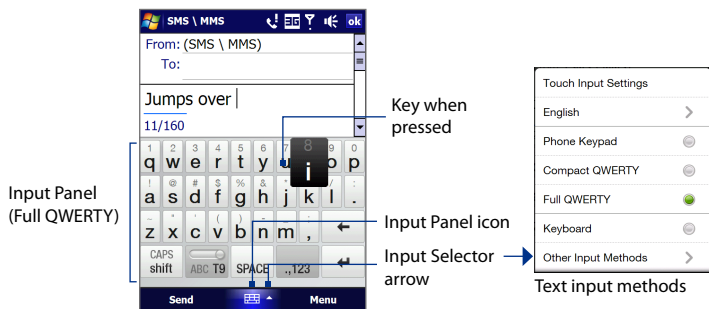 SMS \ MMS ok
From: (SMS \ MMS)
To:
Jumps over
11/160
1 2 3 4 5 6 7 8 9 0
q w e r t y u i o p
! @ # $ % & * - / :
a s d f g h j k l .
- ' ( )
z x c v b n m ;
CAPS
shift ABC T9 SPACE .,123
Send Menu
Input Panel
(Full QWERTY)
Key when
pressed
Input Panel icon
Input Selector
arrow
Touch Input Settings
English
Phone Keypad
Compact QWERTY
Full QWERTY
Keyboard
Other Input Methods
Text input methods